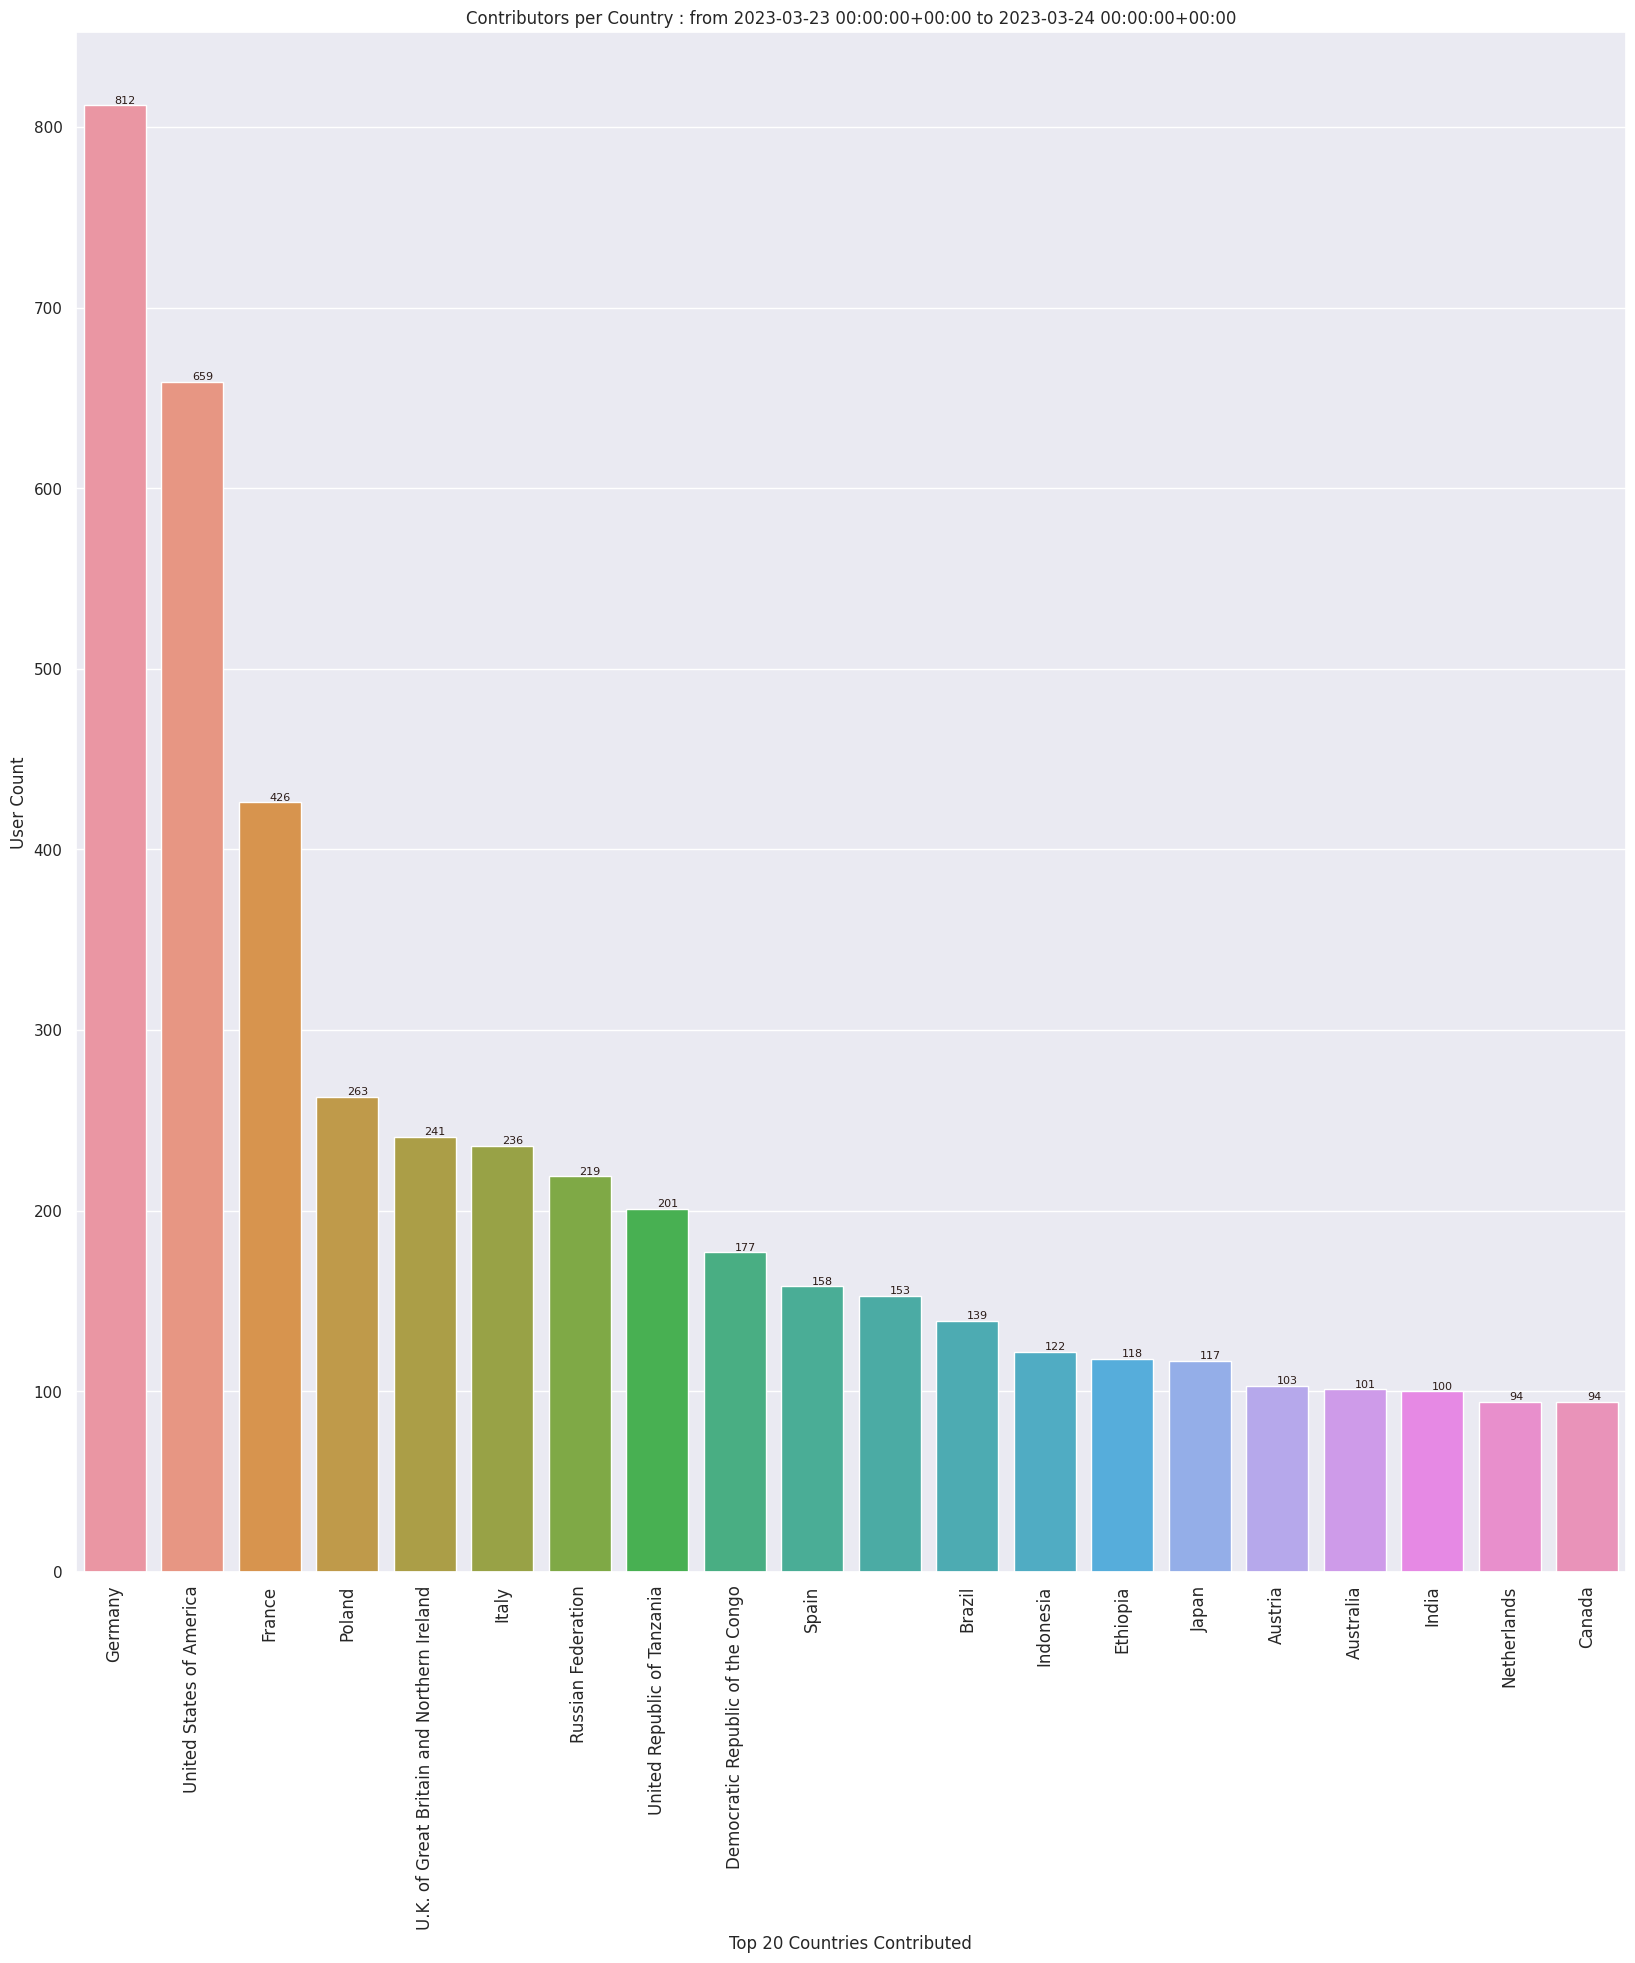 Contributors per Country : from 2023-03-23 00:00:00+00:00 to 2023-03-24 00:00:00+00:00
User Count
800
700
600
500
400
300
200
100
0
812
659
426
263
241
236
219
201
177
158
153
139
122
118
117
103
101
100
94
94
Germany
United States of America
France
Poland
U.K. of Great Britain and Northern Ireland
Italy
Russian Federation
United Republic of Tanzania
Democratic Republic of the Congo
Spain
Brazil
Indonesia
Ethiopia
Japan
Austria
Australia
India
Netherlands
Canada
Top 20 Countries Contributed